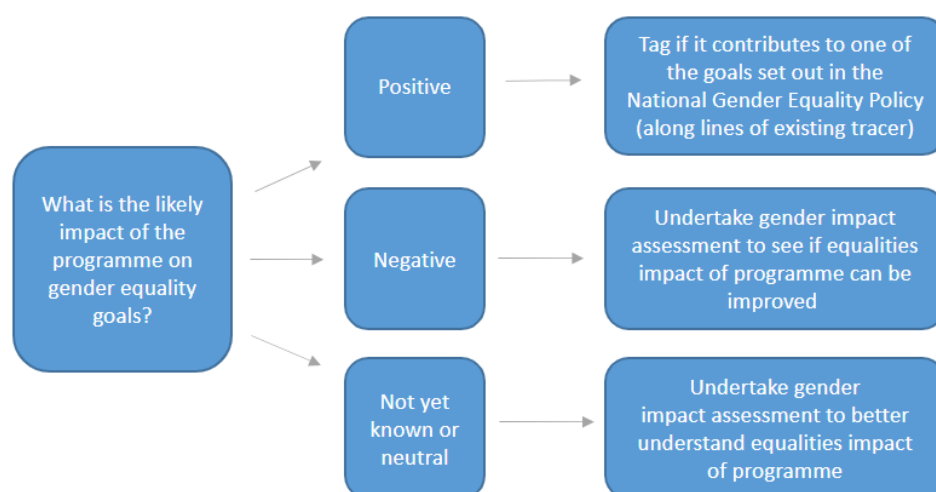 What is the likely
impact of the
programme on
gender equality
goals?
Positive
Tag if it contributes to one of
the goals set out in the
National Gender Equality Policy
(along lines of existing tracer)
Negative
Undertake gender impact
assessment to see if equalities
impact of programme can be
improved
Not yet
known or
neutral
Undertake gender
impact assessment to better
understand equalities impact
of programme